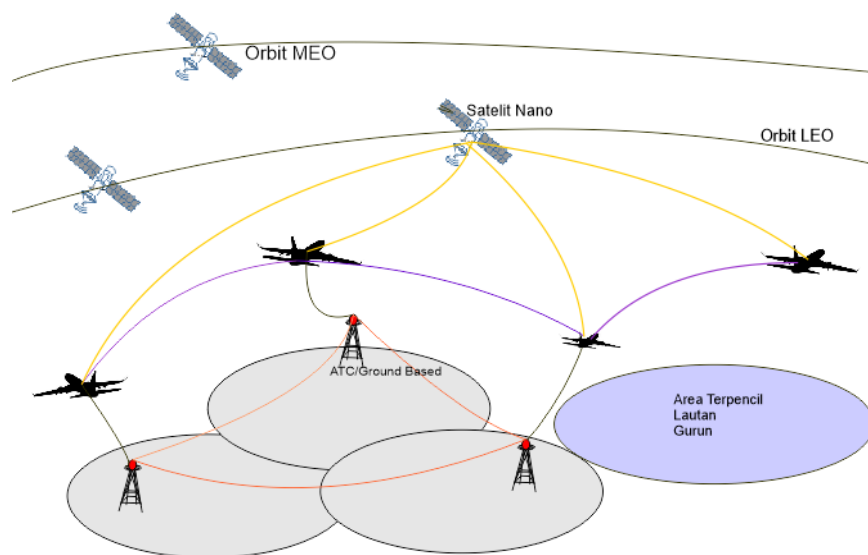 Orbit MEO
Satelit Nano
Orbit LEO
ATC/Ground Based
Area Terpencil
Lautan
Gurun